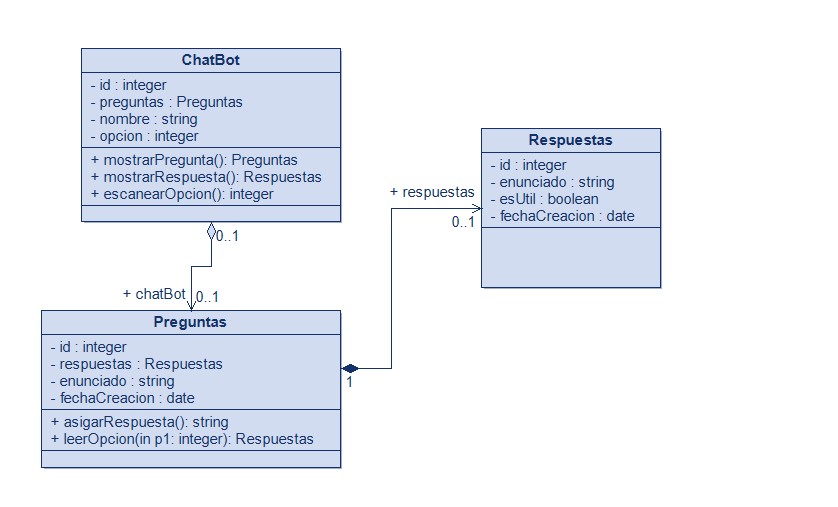 ChatBot
- id : integer
- preguntas : Preguntas
- nombre : string
- opcion : integer
+ mostrarPregunta(): Preguntas
+ mostrarRespuesta(): Respuestas
+ escanearOpcion(): integer
0..1
+ chatBot
0..1
Preguntas
- id : integer
- respuestas : Respuestas
- enunciado : string
- fechaCreacion : date
+ asigarRespuesta(): string
+ leerOpcion(in p1: integer): Respuestas
1
+ respuestas
0..1
Respuestas
- id : integer
- enunciado : string
- esUtil : boolean
- fechaCreacion : date